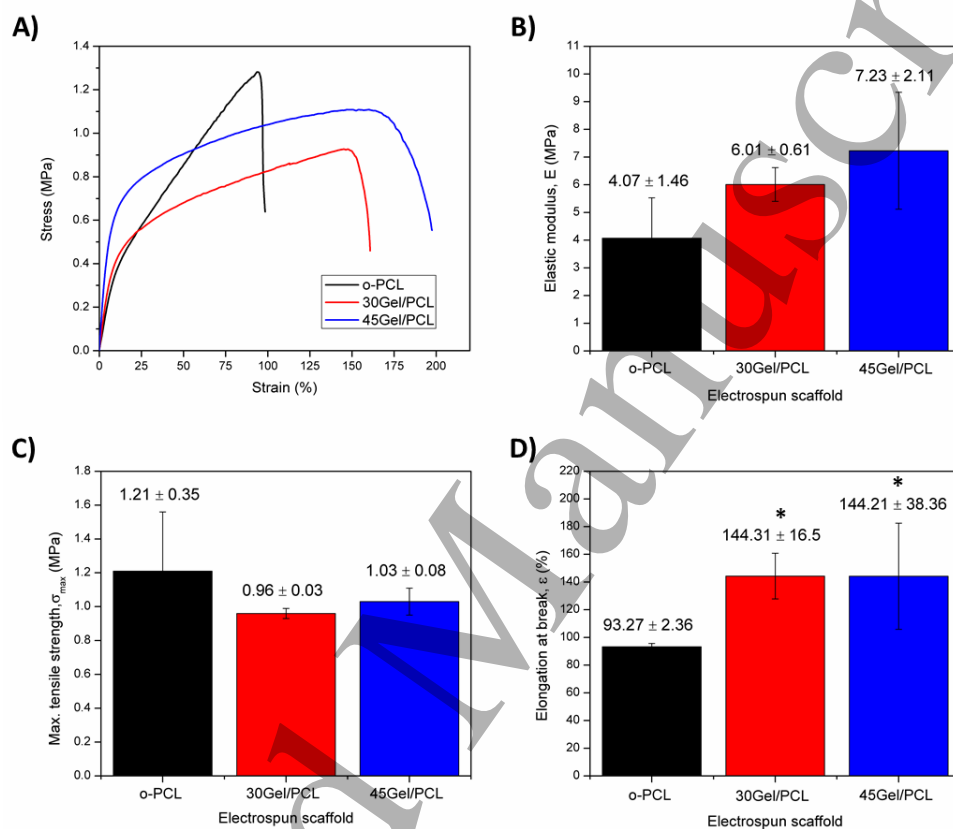 A)
1.4
1.2
1.0
0.8
0.6
0.4
0.2
0.0
Stress (MPa)
o-PCL
30Gel/PCL
45Gel/PCL
0 25 50 75 100 125 150 175 200
Strain (%)
B)
11
10
9
8
7
6
5
4
3
2
1
0
Elastic modulus, E (MPa)
4.07 ± 1.46
6.01 ± 0.61
7.23 ± 2.11
o-PCL 30Gel/PCL 45Gel/PCL
Electrospun scaffold
C)
1.8
1.6
1.4
1.2
1.0
0.8
0.6
0.4
0.2
0.0
Max. tensile strength,σmax (MPa)
1.21 ± 0.35
0.96 ± 0.03
1.03 ± 0.08
o-PCL 30Gel/PCL 45Gel/PCL
Electrospun scaffold
D)
220
200
180
160
140
120
100
80
60
40
20
0
Elongation at break, ε (%)
93.27 ± 2.36
*
144.31 ± 16.5
*
144.21 ± 38.36
o-PCL 30Gel/PCL 45Gel/PCL
Electrospun scaffold
d Manuscr